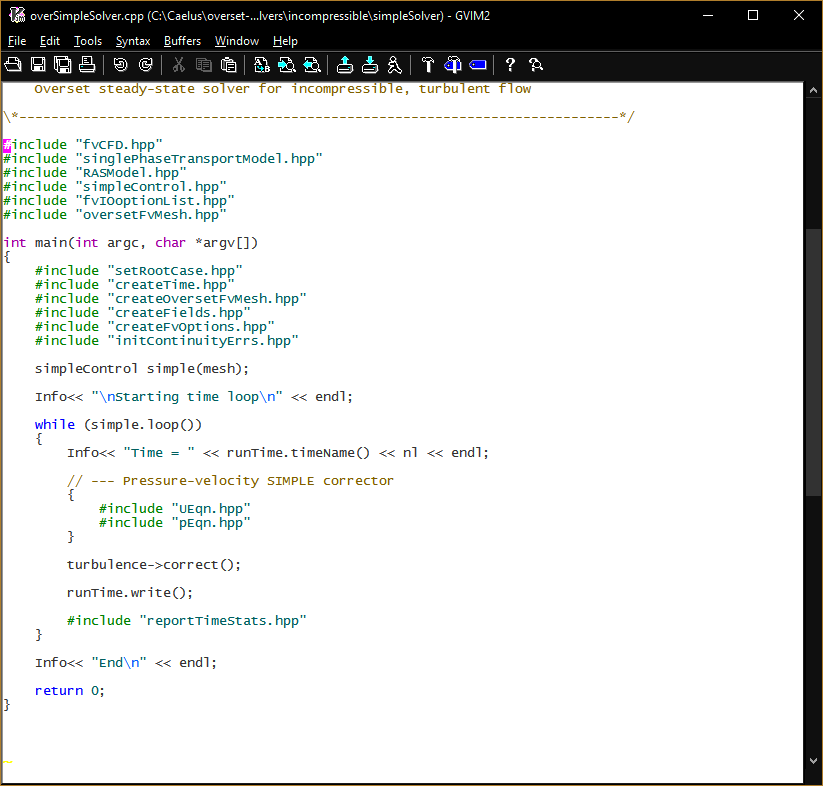 overSimpleSolver.cpp (C:\Caelus\overset-...lvers\incompressible\simpleSolver) - GVIM2
File Edit Tools Syntax Buffers Window Help
    Overset steady-state solver for incompressible, turbulent flow
\*---------------------------------------------------------------------------*/
#include "fvCFD.hpp"
#include "singlePhaseTransportModel.hpp"
#include "RASModel.hpp"
#include "simpleControl.hpp"
#include "fvIOoptionList.hpp"
#include "oversetFvMesh.hpp"
int main(int argc, char *argv[])
{
    #include "setRootCase.hpp"
    #include "createTime.hpp"
    #include "createOversetFvMesh.hpp"
    #include "createFields.hpp"
    #include "createFvOptions.hpp"
    #include "initContinuityErrs.hpp"
    simpleControl simple(mesh);
    Info<< "\nStarting time loop\n" << endl;
    while (simple.loop())
    {
        Info<< "Time = " << runTime.timeName() << nl << endl;
        // --- Pressure-velocity SIMPLE corrector
        {
            #include "UEqn.hpp"
            #include "pEqn.hpp"
        }
        turbulence->correct();
        runTime.write();
        #include "reportTimeStats.hpp"
    }
    Info<< "End\n" << endl;
    return 0;
}